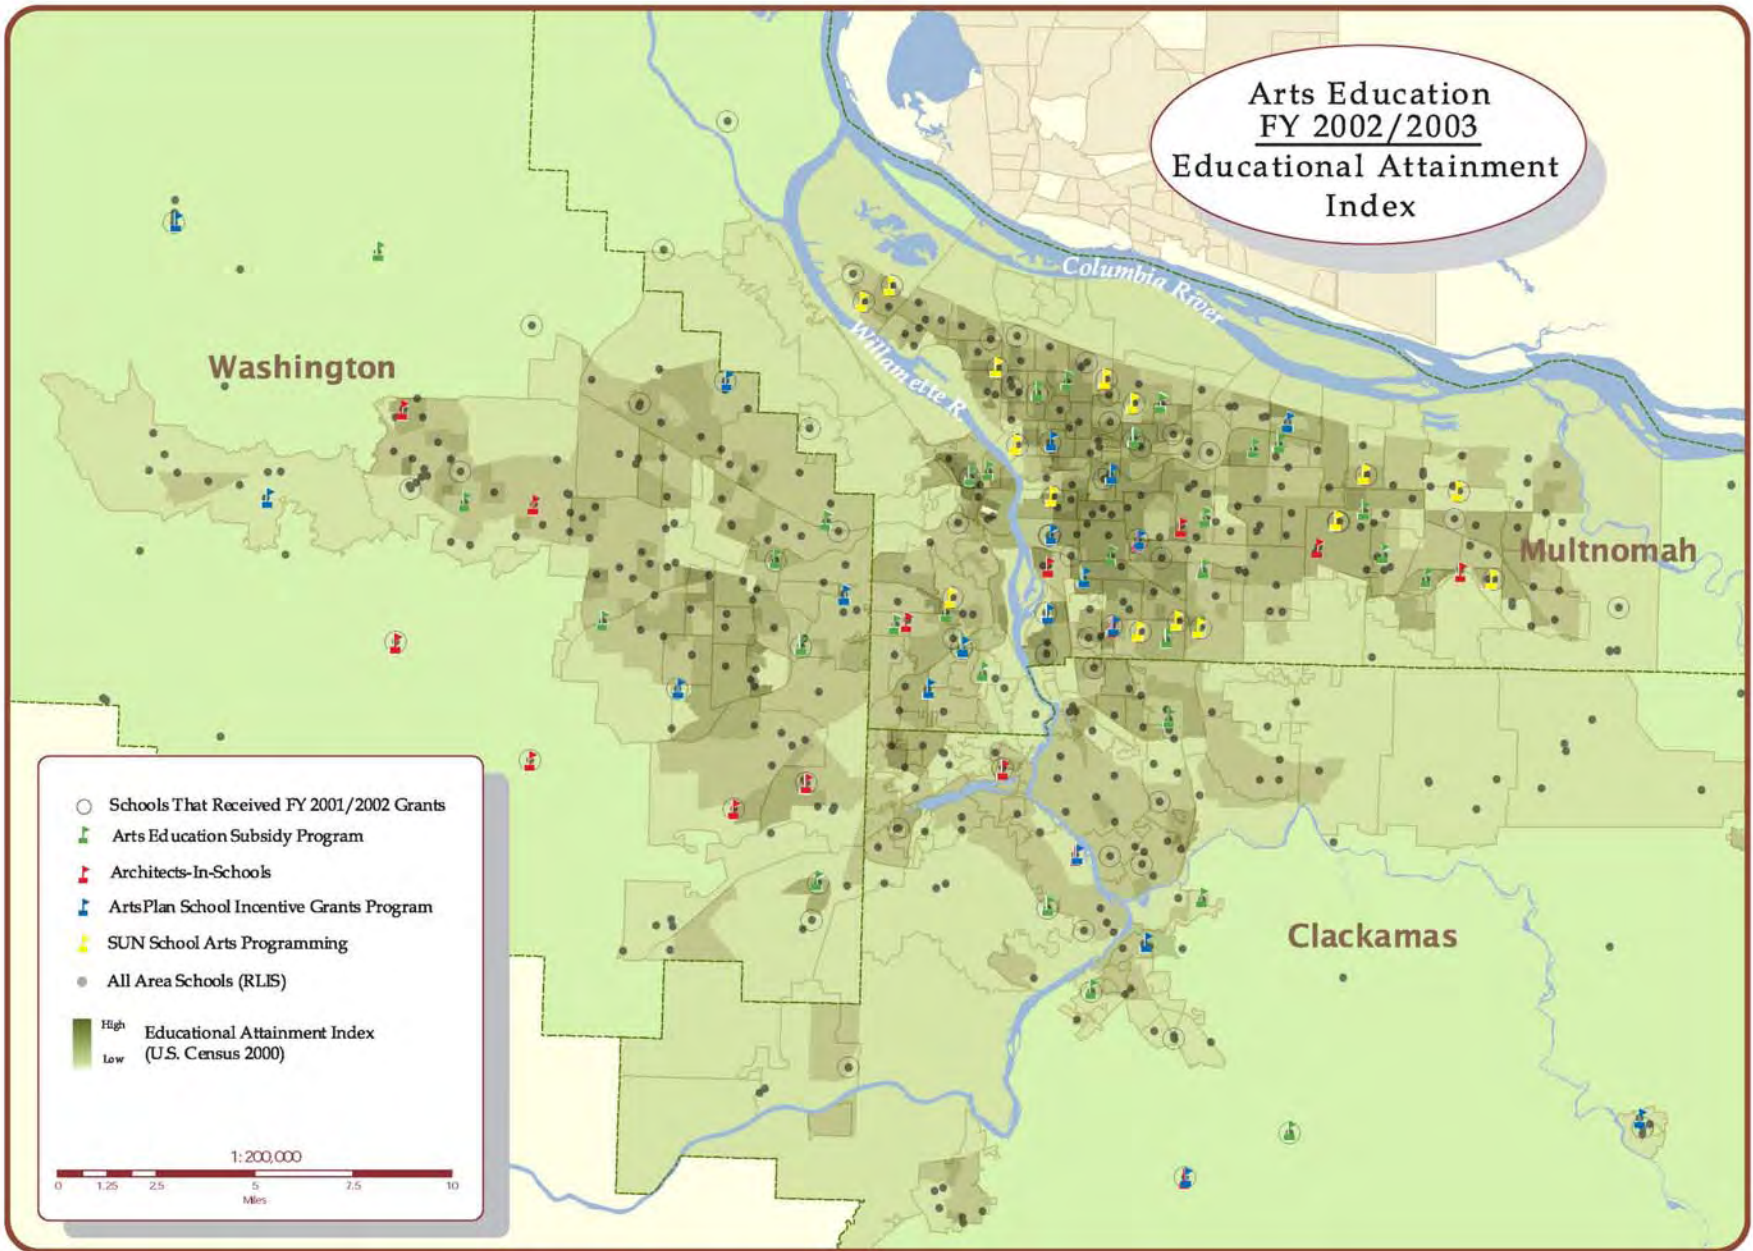 Arts Education
FY 2002/2003
Educational Attainment
Index
Columbia River
Willamette R.
Washington
Multnomah
Clackamas
Schools That Received FY 2001/2002 Grants
Arts Education Subsidy Program
Architects-In-Schools
ArtsPlan School Incentive Grants Program
SUN School Arts Programming
All Area Schools (RLIS)
High
Low
Educational Attainment Index
(U.S. Census 2000)
1:200,000
0 1.25 2.5 5 7.5 10
Miles